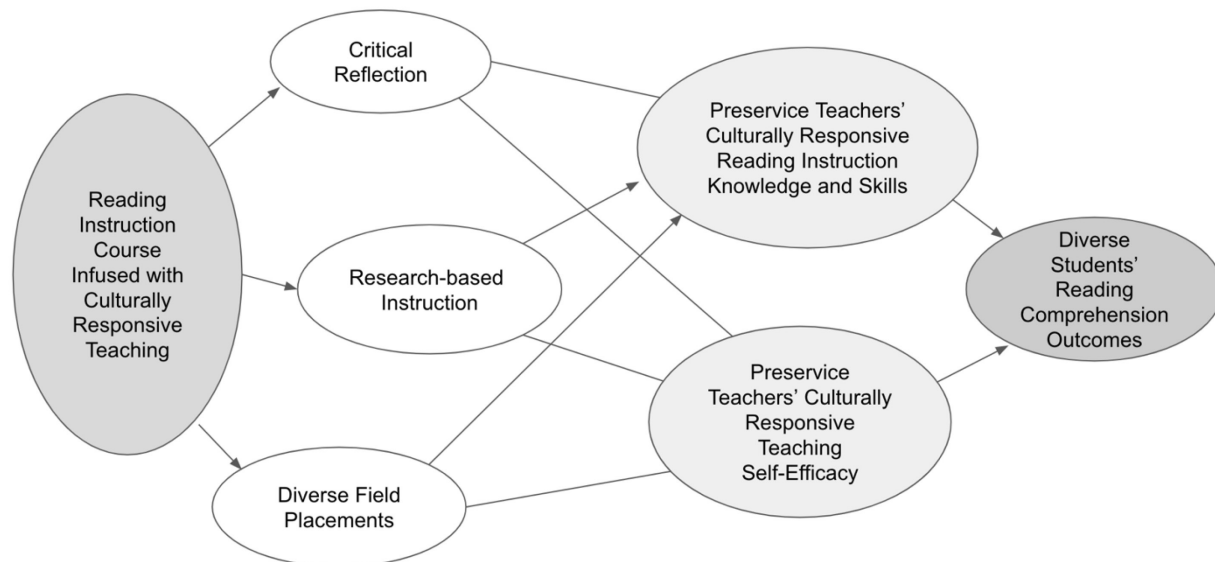 Critical
Reflection
Preservice Teachers’
Culturally Responsive
Reading Instruction
Knowledge and Skills
Reading
Instruction
Course
Infused with
Culturally
Responsive
Teaching
Research-based
Instruction
Diverse
Students’
Reading
Comprehension
Outcomes
Preservice
Teachers’ Culturally
Responsive
Teaching
Self-Efficacy
Diverse Field
Placements